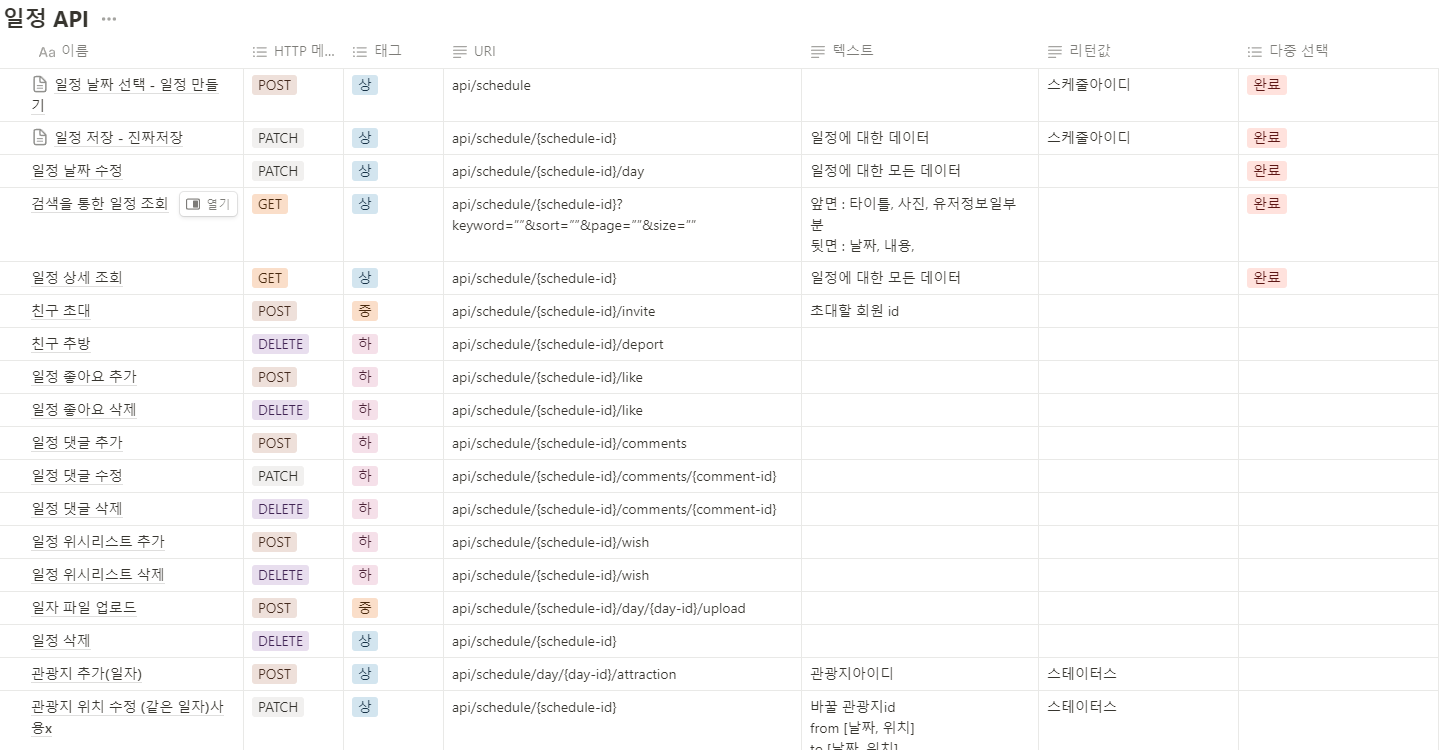 일정 API ...
Aa 이름 HTTP 메... 태그 URI 텍스트 리턴값 다중 선택
일정 날짜 선택 - 일정 만들 POST 상 api/schedule 스케줄아이디 완료
기
일정 저장 - 진짜저장 PATCH 상 api/schedule/{schedule-id} 일정에 대한 데이터 스케줄아이디 완료
일정 날짜 수정 PATCH 상 api/schedule/{schedule-id}/day 일정에 대한 모든 데이터 완료
검색을 통한 일정 조회 열기 GET 상 api/schedule/{schedule-id}? 앞면 : 타이틀, 사진, 유저정보일부 완료
keyword=””&sort=””&page=””&size=”” 분
뒷면 : 날짜, 내용,
일정 상세 조회 GET 상 api/schedule/{schedule-id} 일정에 대한 모든 데이터 완료
친구 초대 POST 중 api/schedule/{schedule-id}/invite 초대할 회원 id
친구 추방 DELETE 하 api/schedule/{schedule-id}/deport
일정 좋아요 추가 POST 하 api/schedule/{schedule-id}/like
일정 좋아요 삭제 DELETE 하 api/schedule/{schedule-id}/like
일정 댓글 추가 POST 하 api/schedule/{schedule-id}/comments
일정 댓글 수정 PATCH 하 api/schedule/{schedule-id}/comments/{comment-id}
일정 댓글 삭제 DELETE 하 api/schedule/{schedule-id}/comments/{comment-id}
일정 위시리스트 추가 POST 하 api/schedule/{schedule-id}/wish
일정 위시리스트 삭제 DELETE 하 api/schedule/{schedule-id}/wish
일자 파일 업로드 POST 중 api/schedule/{schedule-id}/day/{day-id}/upload
일정 삭제 DELETE 상 api/schedule/{schedule-id}
관광지 추가(일자) POST 상 api/schedule/day/{day-id}/attraction 관광지아이디 스테이터스
관광지 위치 수정 (같은 일자)사 PATCH 상 api/schedule/{schedule-id} 바꿀 관광지id 스테이터스
용x from [날짜, 위치]
to [날짜, 위치]